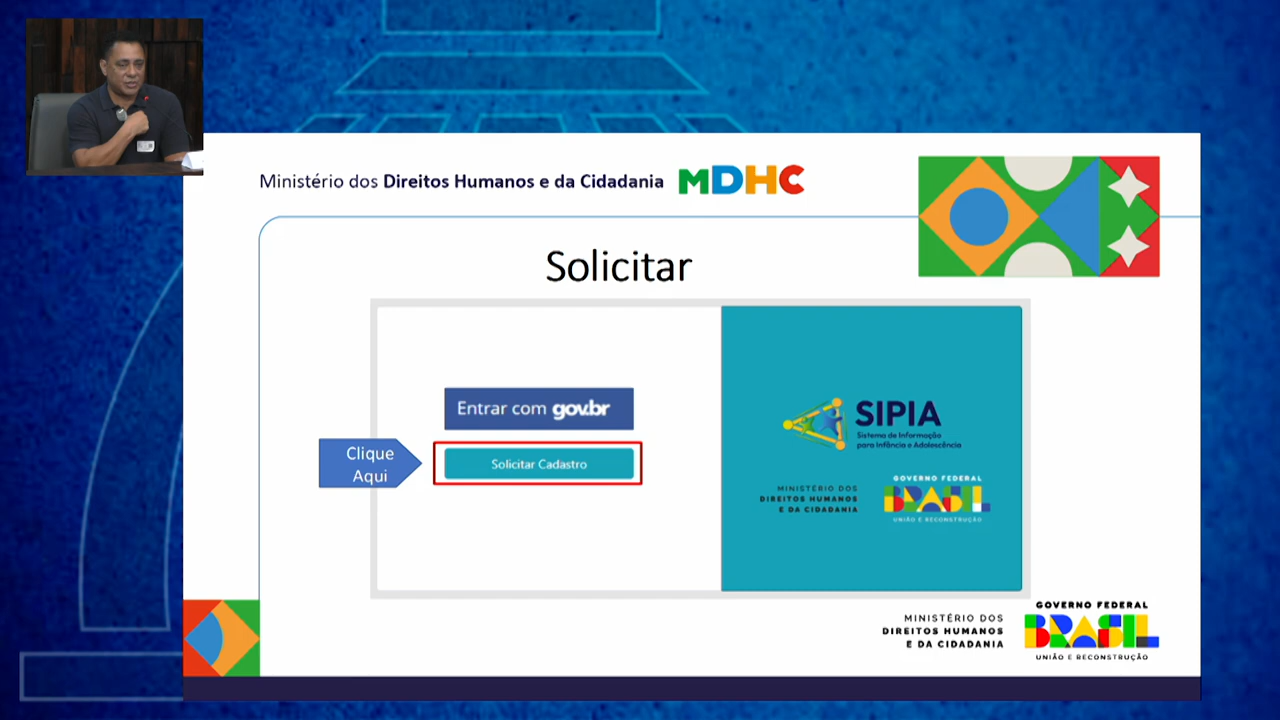 Ministério dos Direitos Humanos e da Cidadania MDHC
Solicitar
Entrar com gov.br
Clique
Aqui
Solicitar Cadastro
SIPIA
Sistema de Informação
para Infância e Adolescência
MINISTÉRIO DOS
DIREITOS HUMANOS
E DA CIDADANIA
GOVERNO FEDERAL
BRASIL
UNIÃO E RECONSTRUÇÃO
MINISTÉRIO DOS
DIREITOS HUMANOS
E DA CIDADANIA
GOVERNO FEDERAL
BRASIL
UNIÃO E RECONSTRUÇÃO